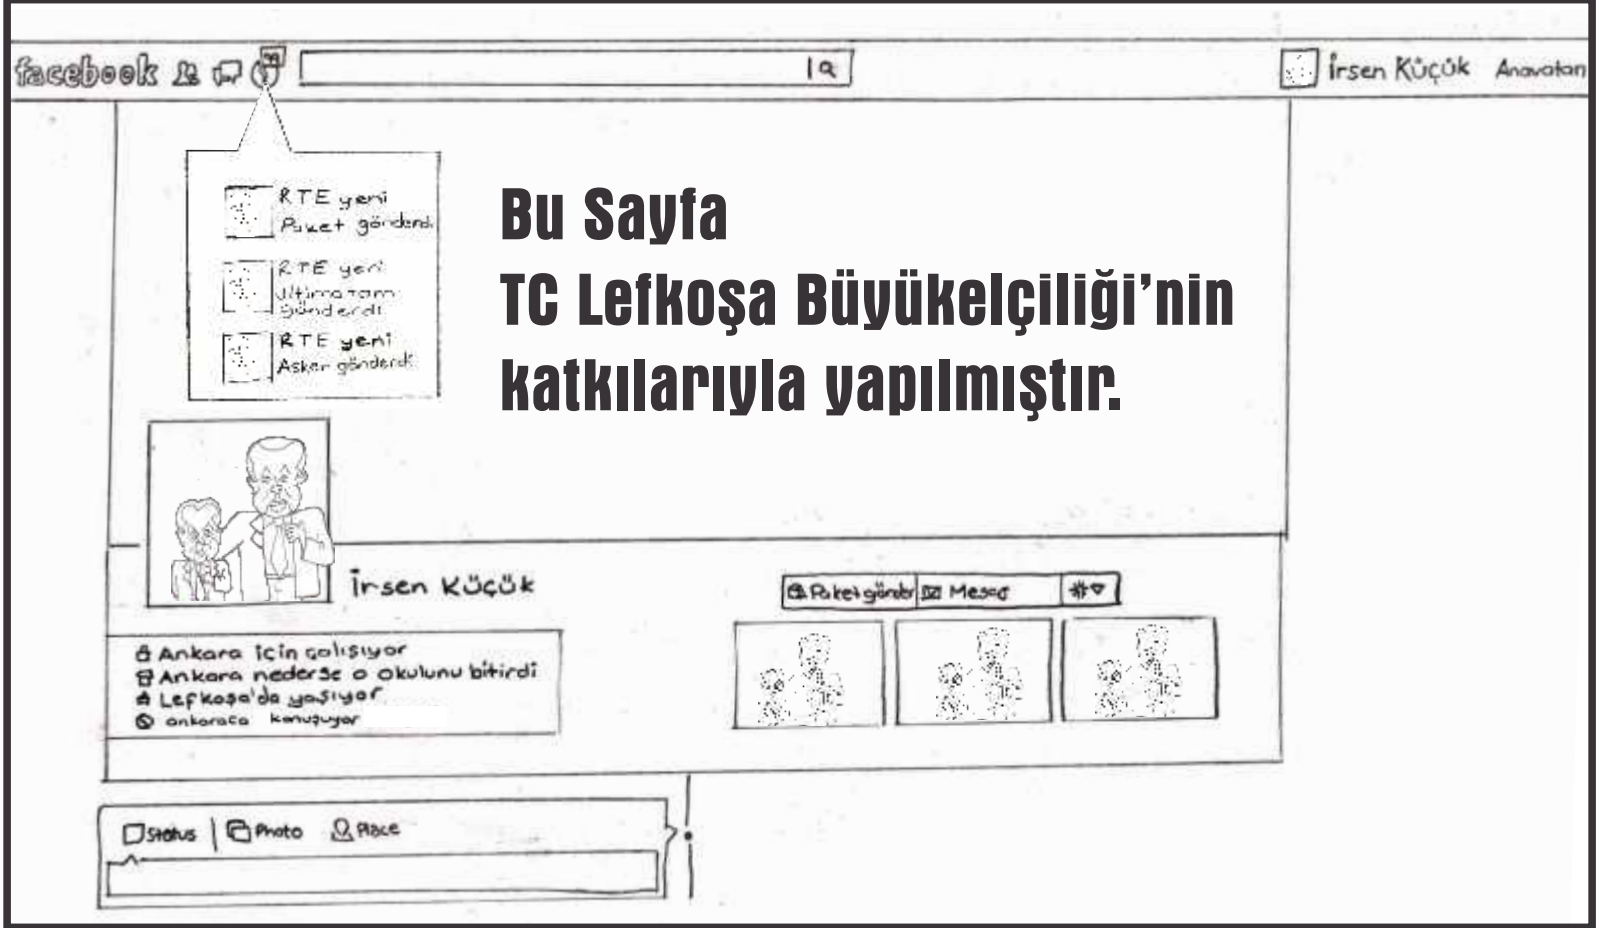 facebook
İrsen Küçük Anavatan
RTE yeni
Paket gönderdi
RTE yeni
Ültimatom
gönderdi
RTE yeni
Asker gönderdi
Bu Sayfa
TC Lefkoşa Büyükelçiliği'nin
katkılarıyla yapılmıştır.
İrsen Küçük
Paket gönder Mesaj
Ankara için çalışıyor
Ankara nederse o okulunu bitirdi
Lefkoşa'da yaşıyor
ankaraca konuşuyor
Status Photo Place